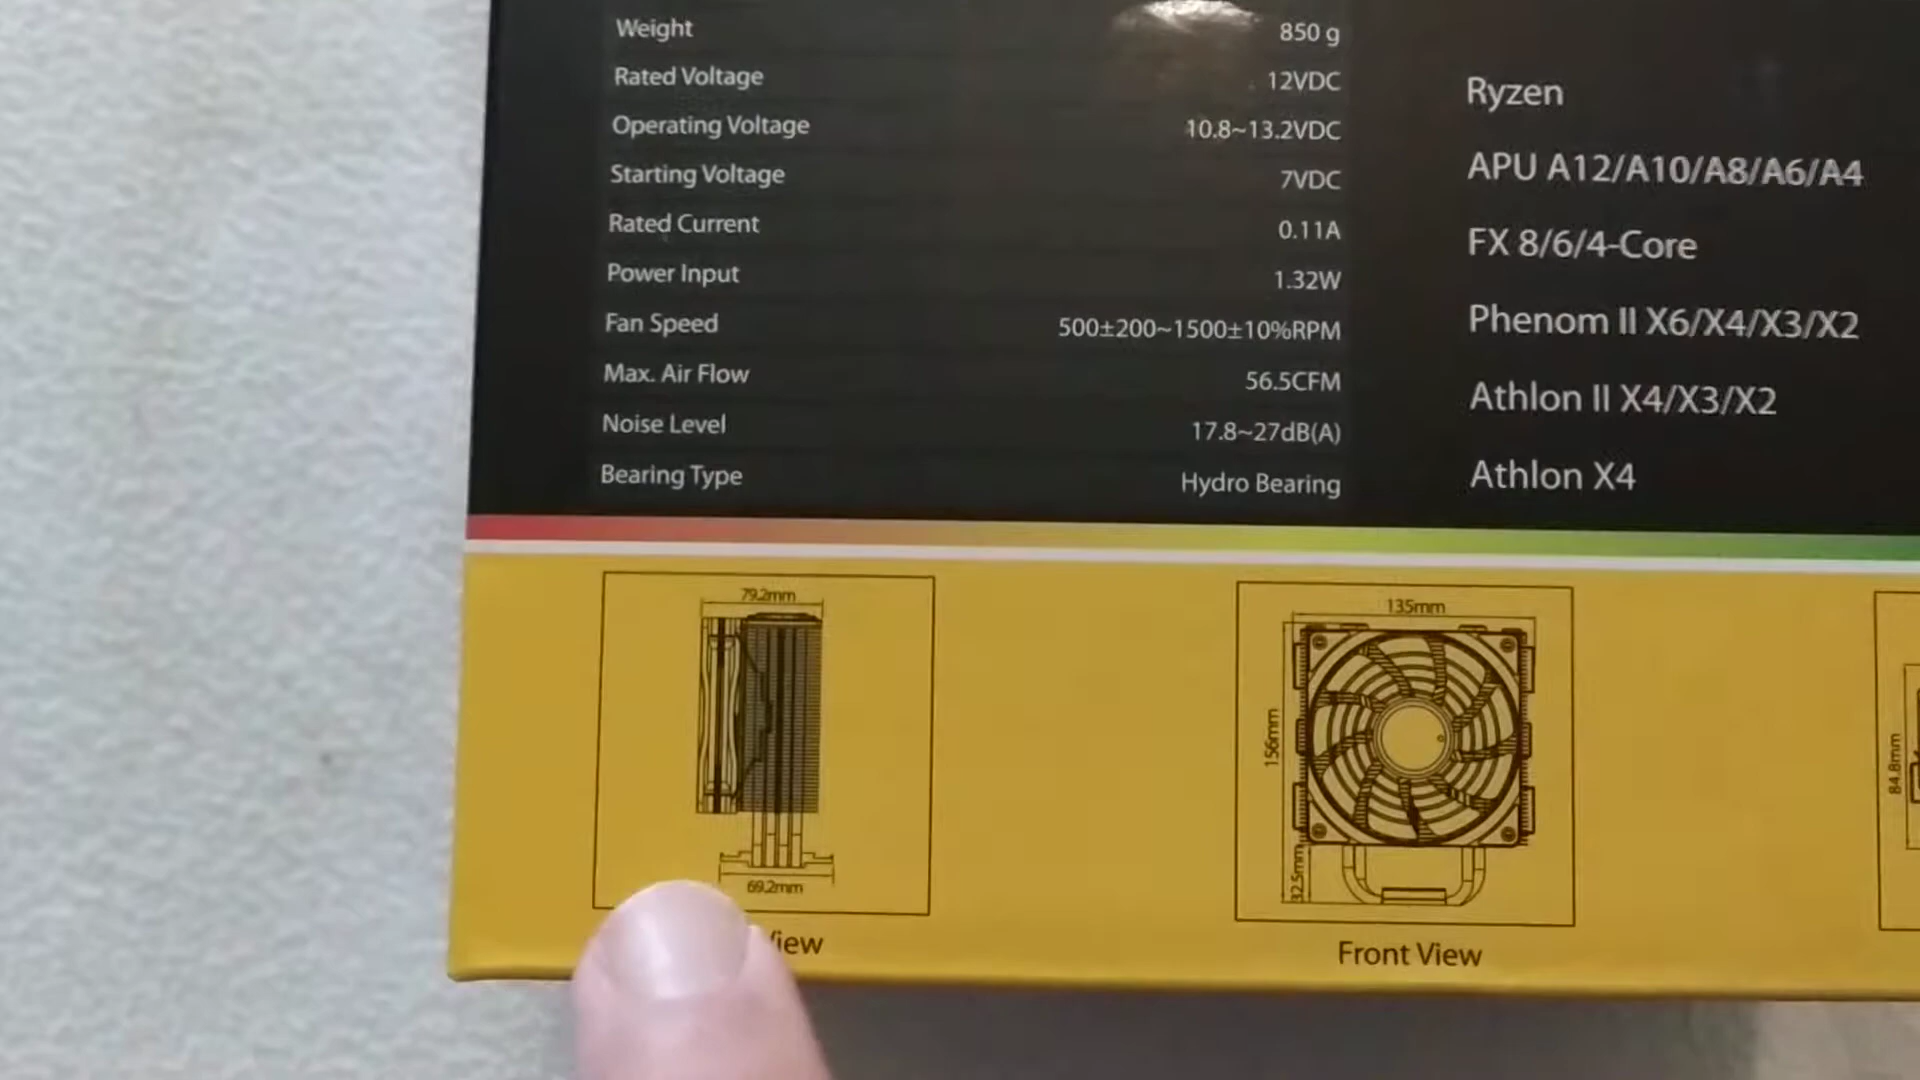 Weight 850 g
Rated Voltage 12VDC
Operating Voltage 10.8~13.2VDC
Starting Voltage 7VDC
Rated Current 0.11A
Power Input 1.32W
Fan Speed 500±200~1500±10%RPM
Max. Air Flow 56.5CFM
Noise Level 17.8~27dB(A)
Bearing Type Hydro Bearing
Ryzen
APU A12/A10/A8/A6/A4
FX 8/6/4-Core
Phenom II X6/X4/X3/X2
Athlon II X4/X3/X2
Athlon X4
79.2mm
69.2mm
View
135mm
156mm
32.5mm
Front View
84.8mm